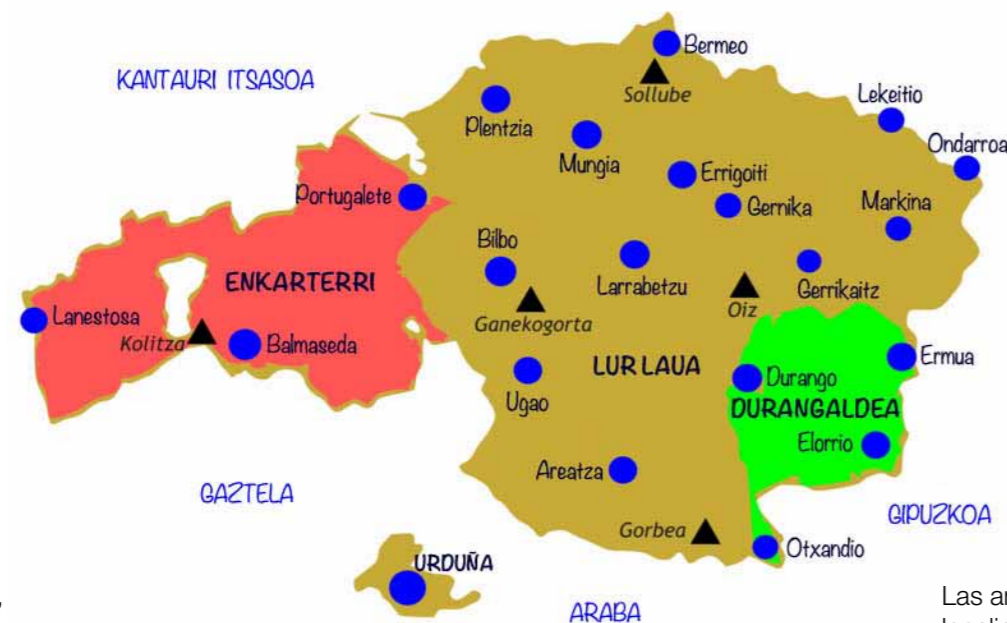 KANTAURI ITSASOA
Bermeo
Sollube
Plentzia
Mungia
Lekeitio
Ondarroa
Errigoiti
Portugalete
Gernika
Markina
Bilbo
ENKARTERRI
Larrabetzu
Gerrikaitz
Lanestosa
Ganekogorta
Oiz
Kolitza
Balmaseda
LUR LAUA
Ermua
Ugao
Durango
DURANGALDEA
Elorrio
Areatza
GAZTELA
GIPUZKOA
Gorbea
Otxandio
URDUÑA
ARABA
Las